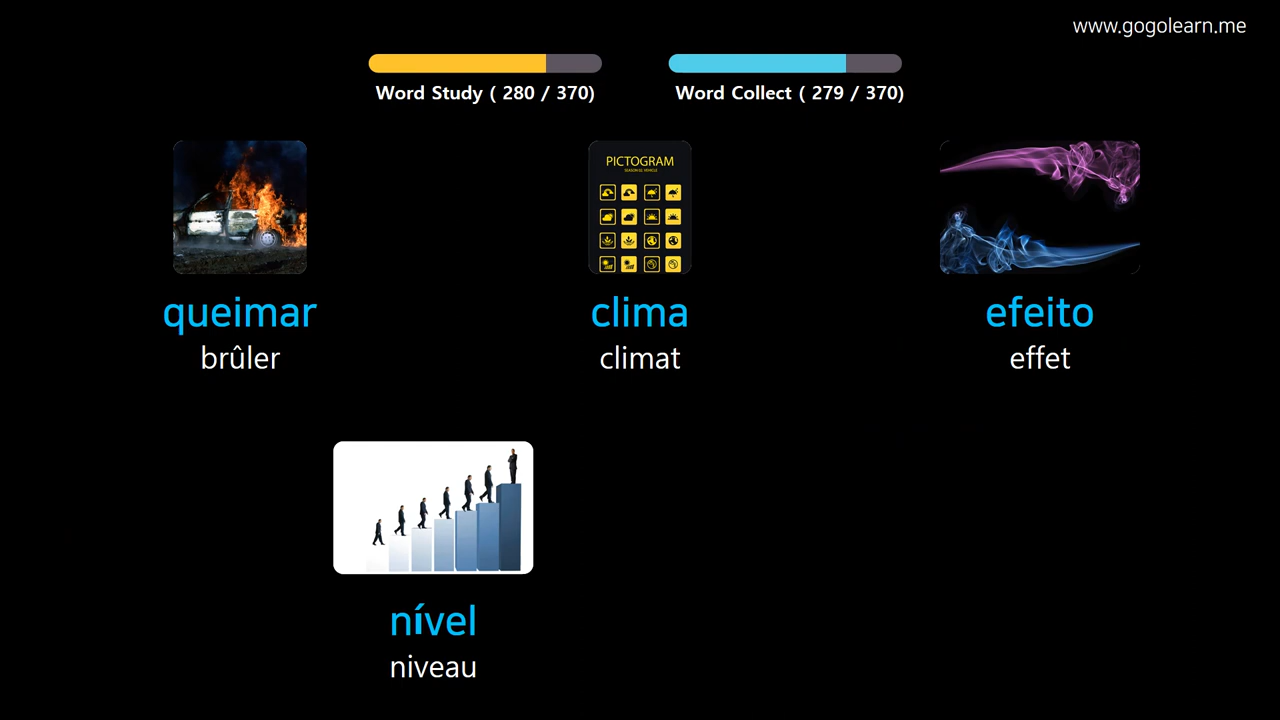 www.gogolearn.me
Word Study ( 280 / 370)
Word Collect ( 279 / 370)
PICTOGRAM
queimar
clima
efeito
brûler
climat
effet
nível
niveau